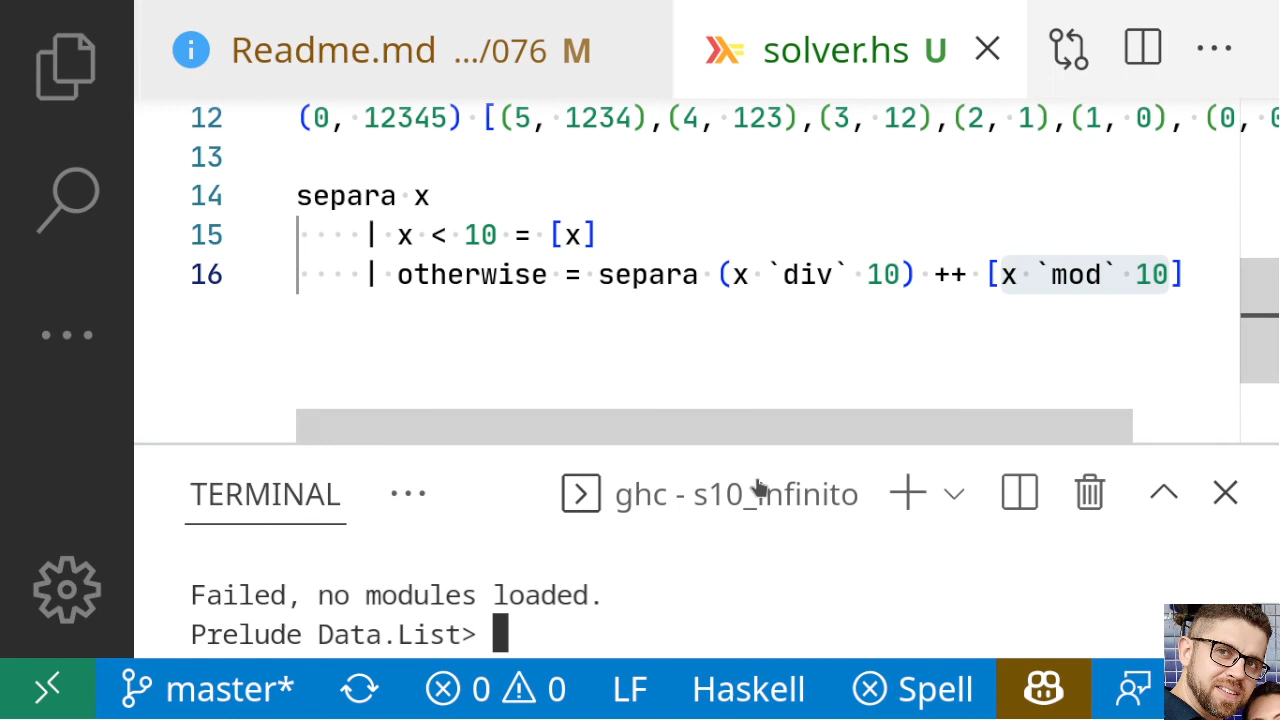 Readme.md .../076 M
solver.hs U
12 (0, 12345) [(5, 1234),(4, 123),(3, 12),(2, 1),(1, 0), (0, 0
13
14 separa x
15 | x < 10 = [x]
16 | otherwise = separa (x `div` 10) ++ [x `mod` 10]
TERMINAL ··· ghc - s10_infinito
Failed, no modules loaded.
Prelude Data.List>
master* 0 0 LF Haskell Spell